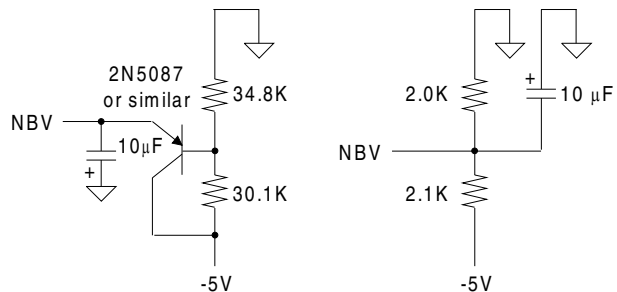 2N5087
or similar
34.8K
NBV
10μF
+
30.1K
-5V
2.0K
+
10 μF
NBV
2.1K
-5V